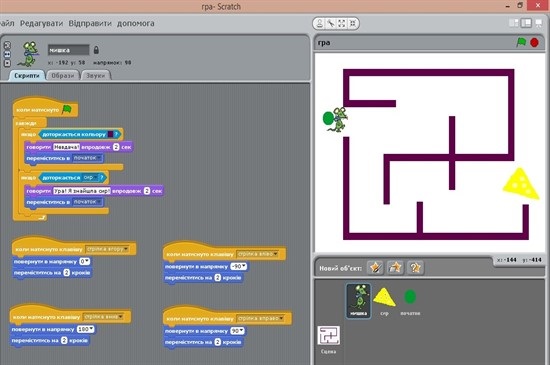 гра- Scratch
айл Редагувати Відправити допомога
мишка
x: -192 y: 58 напрямок: 90
Скрипти Образи Звуки
гра
коли натиснуто
завжди
якщо доторкається кольору ?
говорити Невдача! впродовж 2 сек
переміститись в початок
якщо доторкається сир ?
говорити Ура! Я знайшла сир! впродовж 2 сек
переміститись в початок
коли натиснуто клавішу стрілка вгору
повернути в напрямку 0
переміститись на 2 кроків
коли натиснуто клавішу стрілка вліво
повернути в напрямку -90
переміститись на 2 кроків
коли натиснуто клавішу стрілка вниз
повернути в напрямку 180
переміститись на 2 кроків
коли натиснуто клавішу стрілка вправо
повернути в напрямку 90
переміститись на 2 кроків
x: -144 y: -414
Новий об'єкт:
мишка сир початок
Сцена